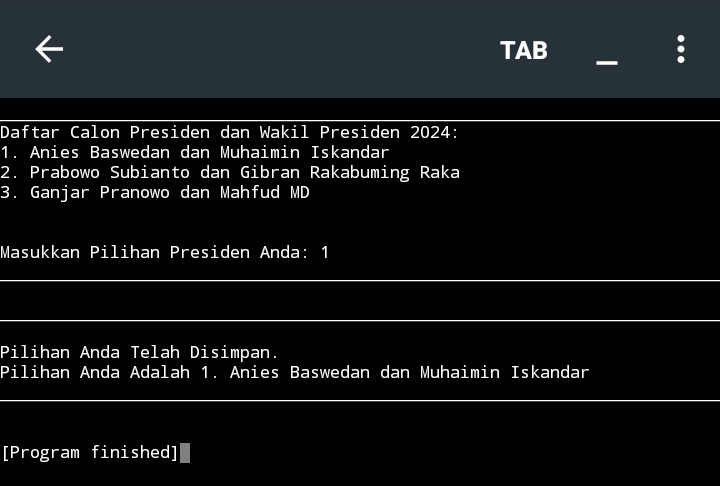 TAB
Daftar Calon Presiden dan Wakil Presiden 2024:
1. Anies Baswedan dan Muhaimin Iskandar
2. Prabowo Subianto dan Gibran Rakabuming Raka
3. Ganjar Pranowo dan Mahfud MD
Masukkan Pilihan Presiden Anda: 1
Pilihan Anda Telah Disimpan.
Pilihan Anda Adalah 1. Anies Baswedan dan Muhaimin Iskandar
[Program finished]